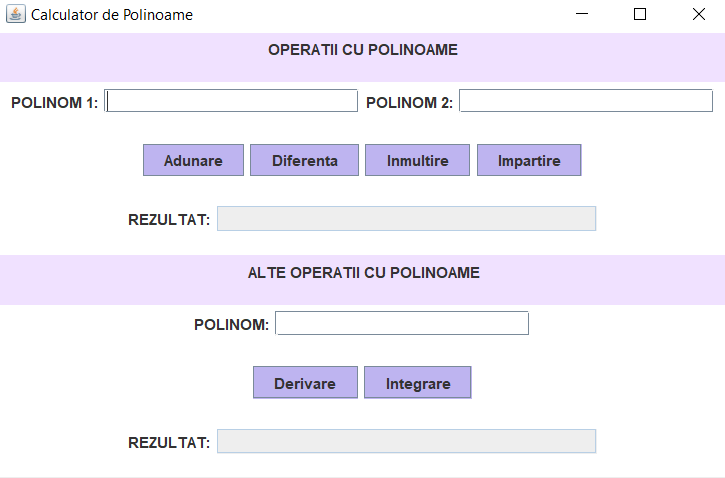 Calculator de Polinoame
OPERATII CU POLINOAME
POLINOM 1: POLINOM 2:
Adunare Diferenta Inmultire Impartire
REZULTAT:
ALTE OPERATII CU POLINOAME
POLINOM:
Derivare Integrare
REZULTAT: